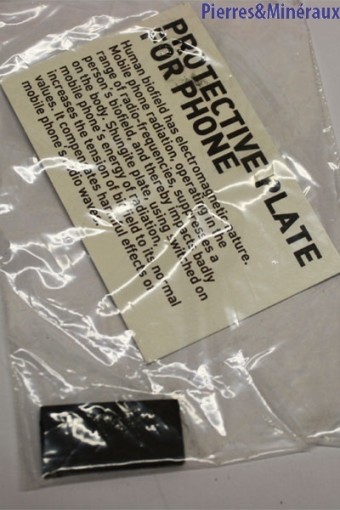 Pierres&Minéraux
PROTECTIVE PLATE
FOR PHONE
Human biofield has electromagnetic nature.
Mobile phone radiation, operating in the
range of radio-frequencies, suppresses a
person's biofield, and thereby impacts badly
on the body. Shungite plate, using switched on
mobile phone's energy of radiation,
increases the tension of biofield to its normal
values. It compensates harmful effects of
mobile phone's radio waves.